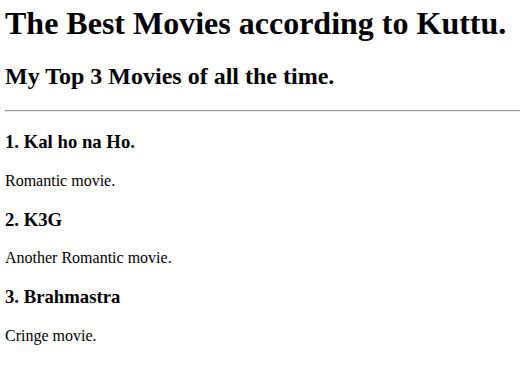 The Best Movies according to Kuttu.
My Top 3 Movies of all the time.
1. Kal ho na Ho.
Romantic movie.
2. K3G
Another Romantic movie.
3. Brahmastra
Cringe movie.